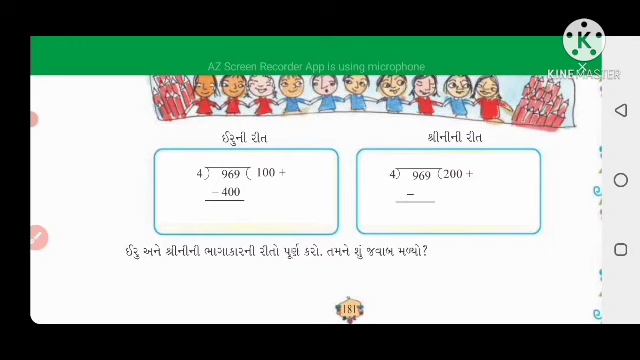 AZ Screen Recorder App is using microphone
K
KINEMASTER
ઈરુની રીત
શ્રીનીની રીત
4) 969 ( 100 +
− 400
4) 969 ( 200 +
−
ઈરુ અને શ્રીનીની ભાગાકારની રીતો પૂર્ણ કરો. તમને શું જવાબ મળ્યો?
181